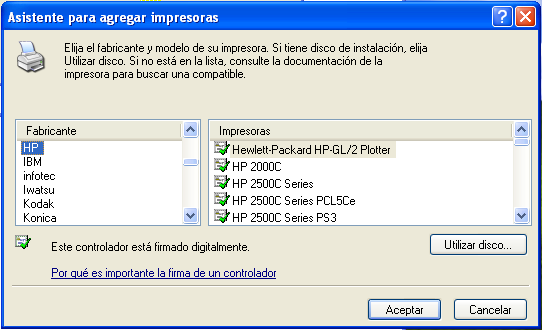 Asistente para agregar impresoras
Elija el fabricante y modelo de su impresora. Si tiene disco de instalación, elija
Utilizar disco. Si no está en la lista, consulte la documentación de la
impresora para buscar una compatible.
Fabricante
HP
IBM
infotec
Iwatsu
Kodak
Konica
Impresoras
Hewlett-Packard HP-GL/2 Plotter
HP 2000C
HP 2500C Series
HP 2500C Series PCL5Ce
HP 2500C Series PS3
Este controlador está firmado digitalmente.
Utilizar disco...
Por qué es importante la firma de un controlador
Aceptar
Cancelar